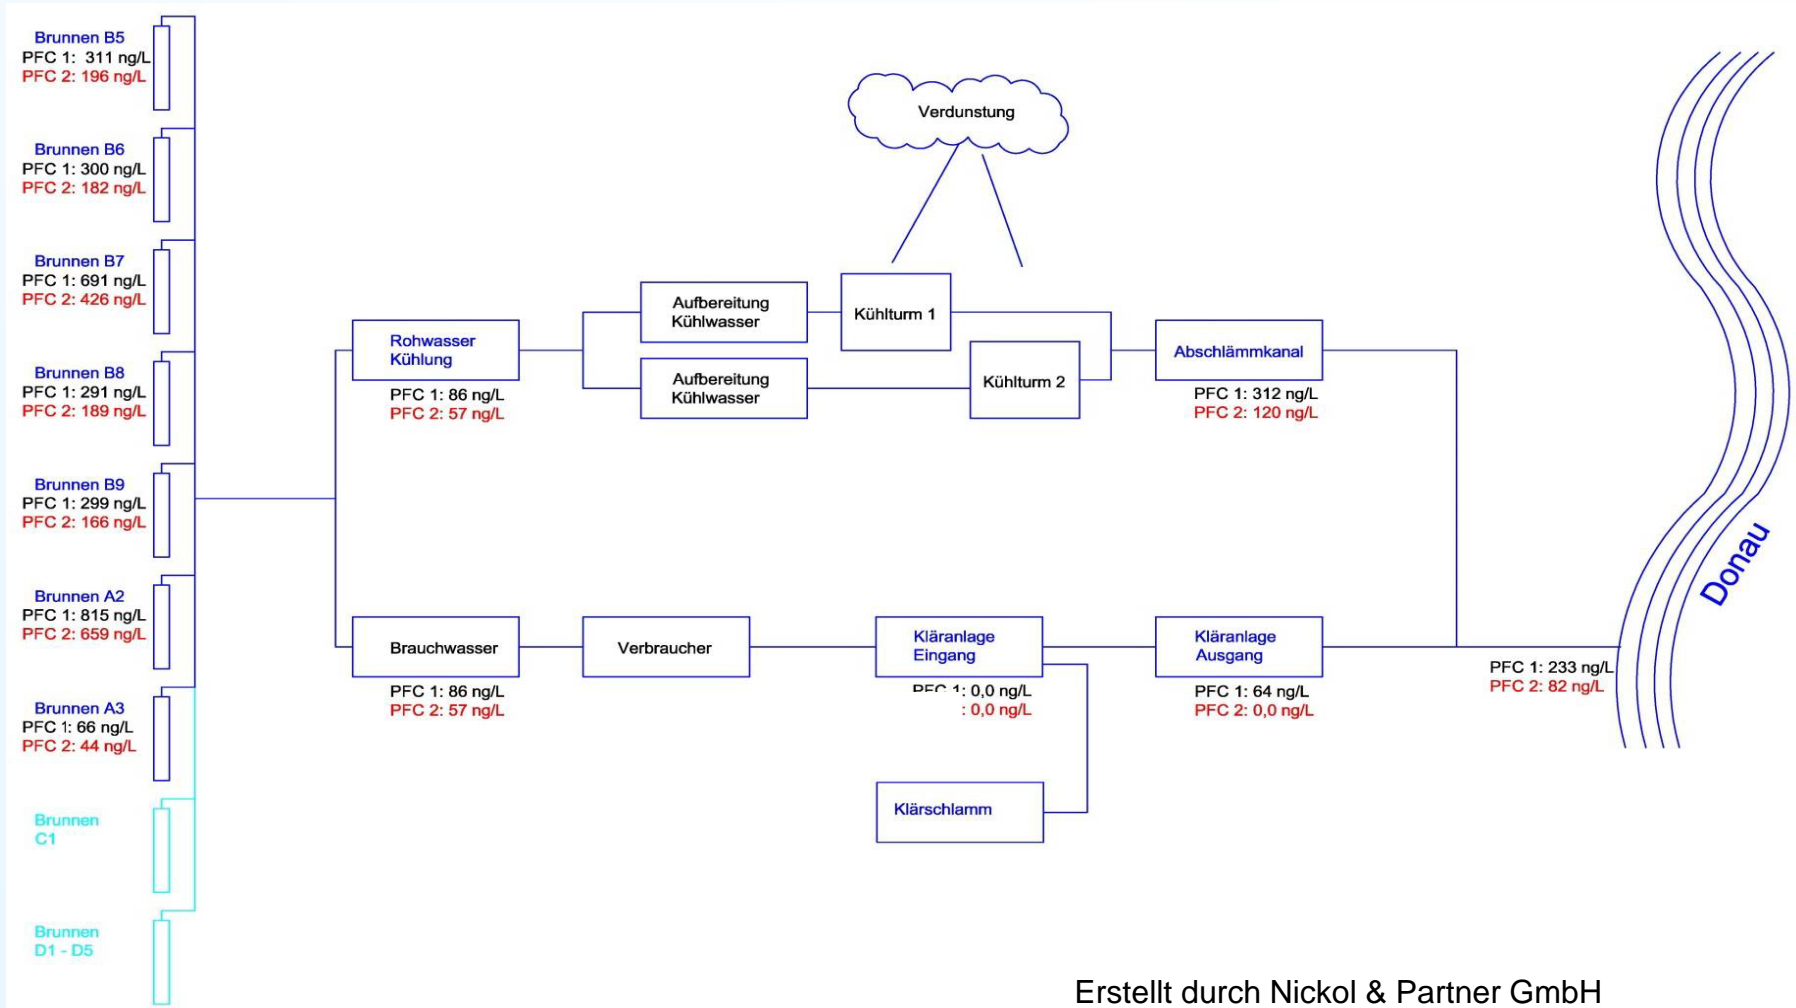 Brunnen B5
PFC 1: 311 ng/L
PFC 2: 196 ng/L
Brunnen B6
PFC 1: 300 ng/L
PFC 2: 182 ng/L
Brunnen B7
PFC 1: 691 ng/L
PFC 2: 426 ng/L
Brunnen B8
PFC 1: 291 ng/L
PFC 2: 189 ng/L
Brunnen B9
PFC 1: 299 ng/L
PFC 2: 166 ng/L
Brunnen A2
PFC 1: 815 ng/L
PFC 2: 659 ng/L
Brunnen A3
PFC 1: 66 ng/L
PFC 2: 44 ng/L
Brunnen
C1
Brunnen
D1 - D5
Verdunstung
Rohwasser
Kühlung
PFC 1: 86 ng/L
PFC 2: 57 ng/L
Aufbereitung
Kühlwasser
Aufbereitung
Kühlwasser
Kühlturm 1
Kühlturm 2
Abschlämmkanal
PFC 1: 312 ng/L
PFC 2: 120 ng/L
Brauchwasser
PFC 1: 86 ng/L
PFC 2: 57 ng/L
Verbraucher
Kläranlage
Eingang
PFC 1: 0,0 ng/L
: 0,0 ng/L
Klärschlamm
Kläranlage
Ausgang
PFC 1: 64 ng/L
PFC 2: 0,0 ng/L
PFC 1: 233 ng/L
PFC 2: 82 ng/L
Donau
Erstellt durch Nickol & Partner GmbH